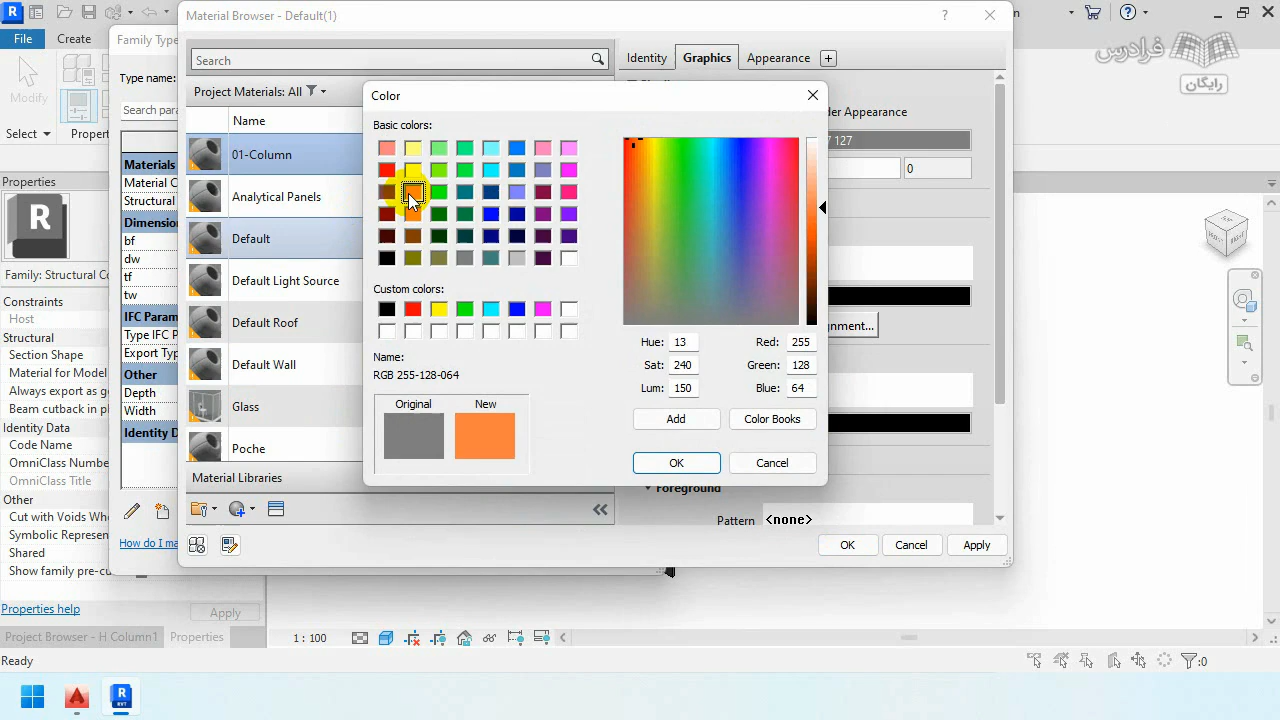 File
Create
Modify
Select
Propert
Properties
Family: Structural Co
Constraints
Host
Structural
Section Shape
Material for Model
Always export as g
Beam cutback in pl
Identity Data
Code Name
OmniClass Numbe
OmniClass Title
Other
Cut with Voids Whe
Symbolic Represen
Shared
Show family pre-cu
Properties help
Apply
Project Browser - H Column1
Properties
Ready
Family Type
Type name:
Search para
Materials
Material C
Structural
Dimension
bf
dw
tf
tw
IFC Param
Type IFC P
Export Typ
Other
Depth
Width
Identity D
How do I ma
Material Browser - Default(1)
Search
Project Materials: All
Name
01-Column
Analytical Panels
Default
Default Light Source
Default Roof
Default Wall
Glass
Poche
Material Libraries
Identity
Graphics
Appearance
der Appearance
7 127
0
nment...
Foreground
Pattern
<none>
OK
Cancel
Apply
Color
Basic colors:
Custom colors:
Name:
RGB 255-128-064
Original
New
Hue:
13
Red:
255
Sat:
240
Green:
128
Lum:
150
Blue:
64
Add
Color Books
OK
Cancel
1 : 100
:0
فرادرس
رایگان